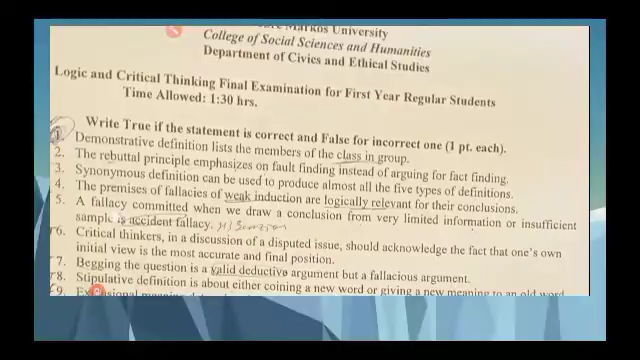 Markos University
College of Social Sciences and Humanities
Department of Civics and Ethical Studies
Logic and Critical Thinking Final Examination for First Year Regular Students
Time Allowed: 1:30 hrs.
Write True if the statement is correct and False for incorrect one (1 pt. each).
1. Demonstrative definition lists the members of the class in group.
2. The rebuttal principle emphasizes on fault finding instead of arguing for fact finding.
3. Synonymous definition can be used to produce almost all the five types of definitions.
4. The premises of fallacies of weak induction are logically relevant for their conclusions.
5. A fallacy committed when we draw a conclusion from very limited information or insufficient
sample is accident fallacy.
6. Critical thinkers, in a discussion of a disputed issue, should acknowledge the fact that one's own
initial view is the most accurate and final position.
7. Begging the question is a valid deductive argument but a fallacious argument.
8. Stipulative definition is about either coining a new word or giving a new meaning to an old word
9.